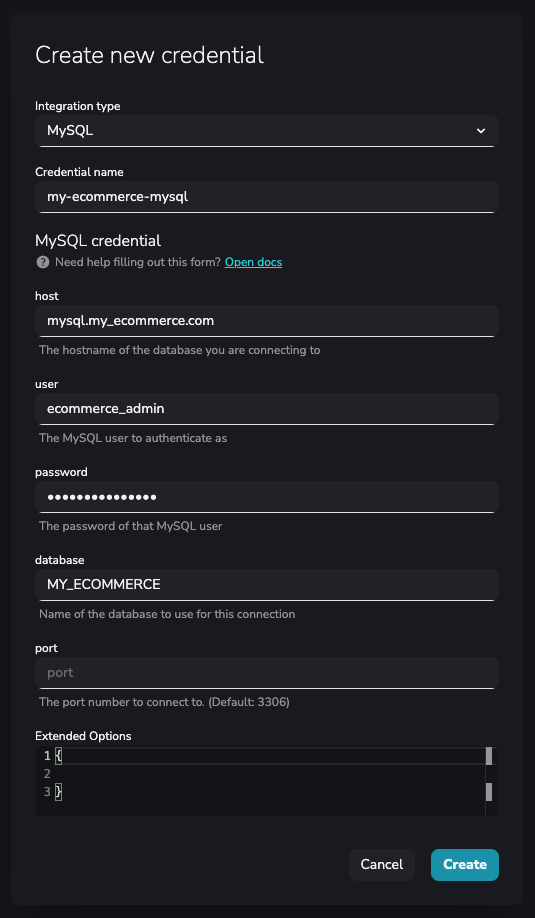 Create new credential
Integration type
MySQL
Credential name
my-ecommerce-mysql
MySQL credential
? Need help filling out this form? Open docs
host
mysql.my_ecommerce.com
The hostname of the database you are connecting to
user
ecommerce_admin
The MySQL user to authenticate as
password
•••••••••••••••
The password of that MySQL user
database
MY_ECOMMERCE
Name of the database to use for this connection
port
port
The port number to connect to. (Default: 3306)
Extended Options
1 {
2
3 }
Cancel Create